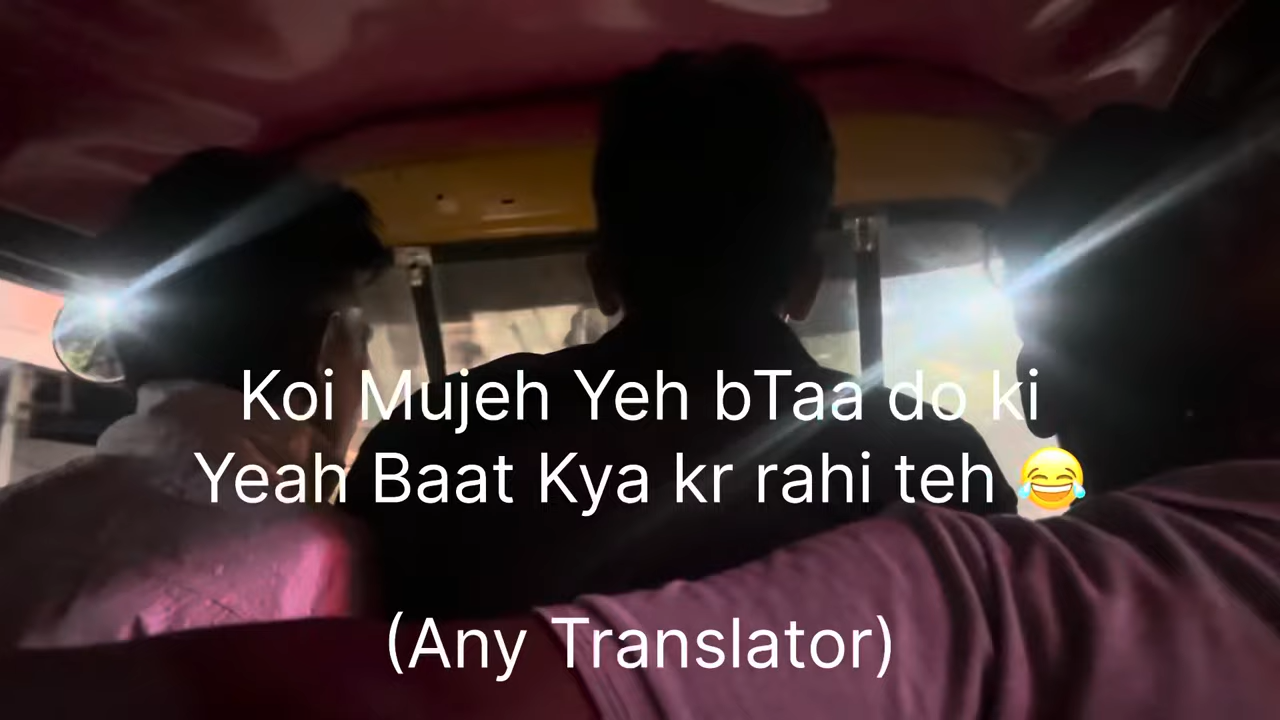 Koi Mujeh Yeh bTaa do ki
Yeah Baat Kya kr rahi teh 😂
(Any Translator)